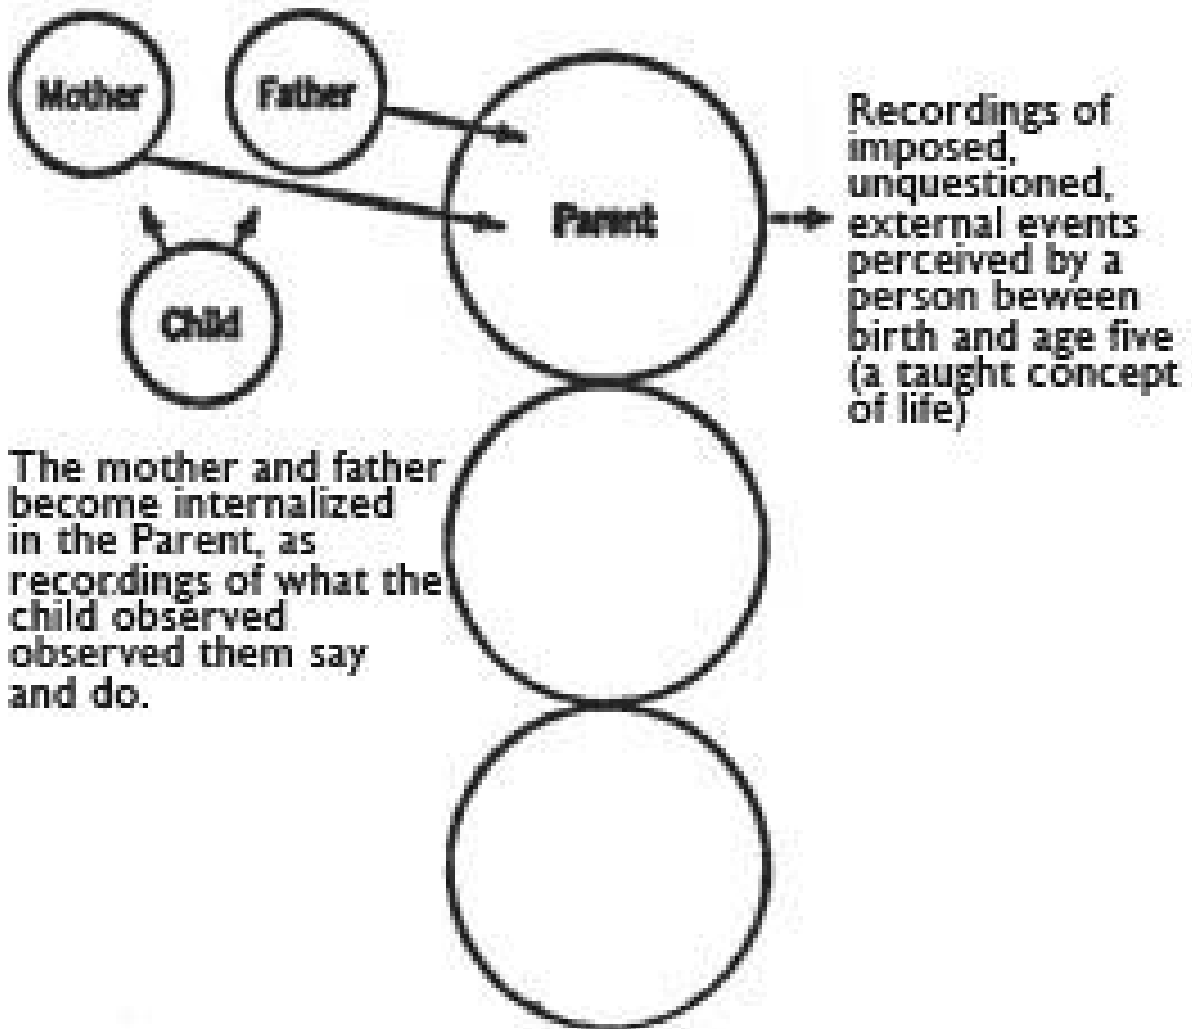 Mother
Father
Parent
Child
Recordings of
imposed,
unquestioned,
external events
perceived by a
person beween
birth and age five
(a taught concept
of life)
The mother and father
become internalized
in the Parent, as
recordings of what the
child observed
observed them say
and do.